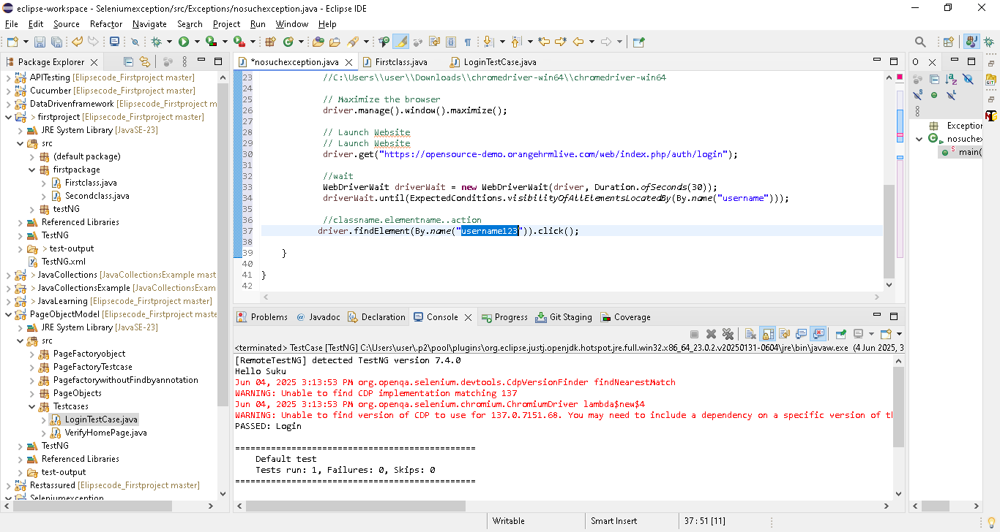 eclipse-workspace - Seleniumexception/src/Exceptions/nosuchexception.java - Eclipse IDE
File Edit Source Refactor Navigate Search Project Run Window Help
Package Explorer
APITesting [Elipsecode_Firstproject master]
Cucumber [Elipsecode_Firstproject master]
DataDrivenframework [Elipsecode_Firstproject m
> firstproject [Elipsecode_Firstproject master]
JRE System Library [JavaSE-23]
src
(default package)
firstpackage
Firstclass.java
Secondclass.java
testNG
Referenced Libraries
TestNG
> test-output
TestNG.xml
> JavaCollections [JavaCollectionsExample mast
> JavaCollectionsExample [JavaCollectionsExam
> JavaLearning [Elipsecode_Firstproject master]
PageObjectModel [Elipsecode_Firstproject maste
JRE System Library [JavaSE-23]
src
PageFactoryobject
PageFactoryTestcase
PagefactorywithoutFindbyannotation
PageObjects
Testcases
LoginTestCase.java
VerifyHomePage.java
TestNG
Referenced Libraries
test-output
Restassured [Elipsecode_Firstproject master]
Seleniumexception
*nosuchexception.java Firstclass.java LoginTestCase.java
23 //C:\Users\\user\\Downloads\\chromedriver-win64\\chromedriver-win64
24
25 // Maximize the browser
26 driver.manage().window().maximize();
27
28 // Launch Website
29 // Launch Website
30 driver.get("https://opensource-demo.orangehrmlive.com/web/index.php/auth/login");
31
32 //wait
33 WebDriverWait driverWait = new WebDriverWait(driver, Duration.ofSeconds(30));
34 driverWait.until(ExpectedConditions.visibilityOfAllElementsLocatedBy(By.name("username")));
35
36 //classname.elementname..action
37 driver.findElement(By.name("username123")).click();
38
39 }
40
41 }
42
Problems Javadoc Declaration Console Progress Git Staging Coverage
<terminated> TestCase [TestNG] C:\Users\user\.p2\pool\plugins\org.eclipse.justj.openjdk.hotspot.jre.full.win32.x86_64_23.0.2.v20250131-0604\jre\bin\javaw.exe (4 Jun 2025, 3
[RemoteTestNG] detected TestNG version 7.4.0
Hello Suku
Jun 04, 2025 3:13:53 PM org.openqa.selenium.devtools.CdpVersionFinder findNearestMatch
WARNING: Unable to find CDP implementation matching 137
Jun 04, 2025 3:13:53 PM org.openqa.selenium.chromium.ChromiumDriver lambda$new$4
WARNING: Unable to find version of CDP to use for 137.0.7151.68. You may need to include a dependency on a specific version of th
PASSED: Login
===============================================
Default test
Tests run: 1, Failures: 0, Skips: 0
===============================================
O
Exception
nosuchex
main(
GIT
Writable Smart Insert 37 : 51 [11]